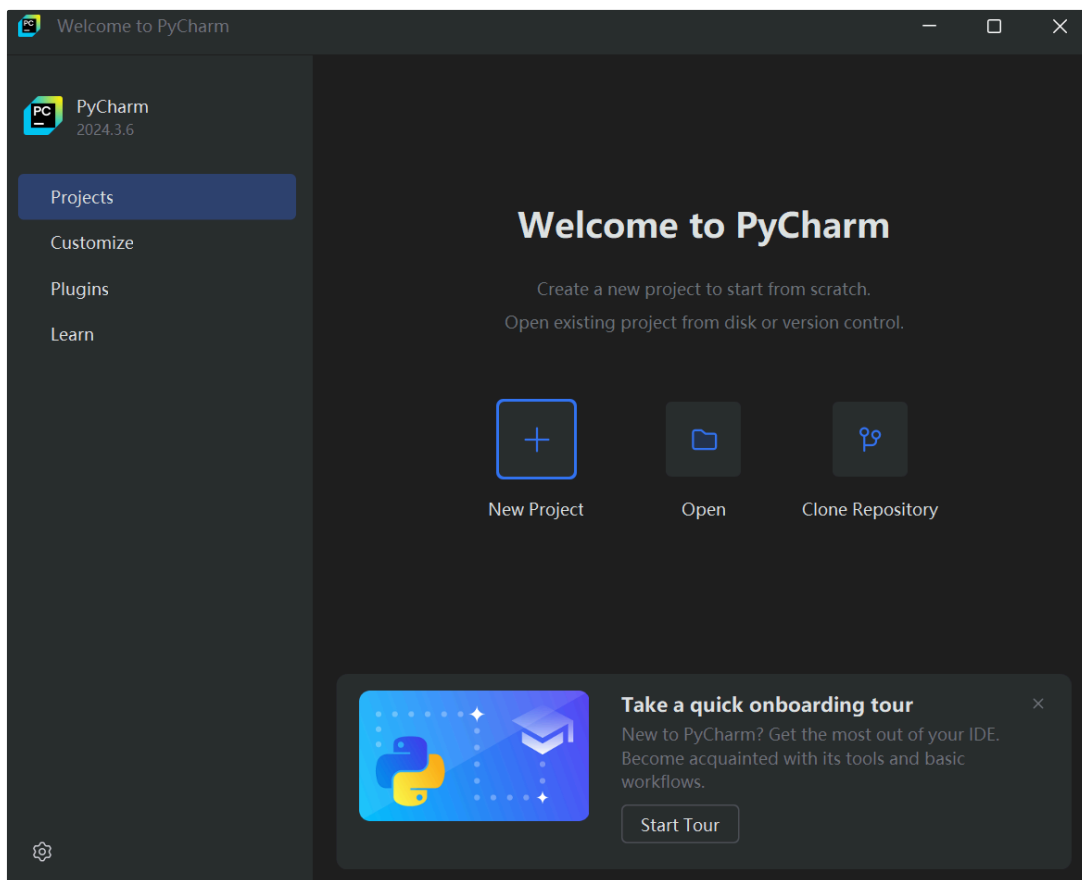 Welcome to PyCharm
PC
PyCharm
2024.3.6
Projects
Customize
Plugins
Learn
Welcome to PyCharm
Create a new project to start from scratch.
Open existing project from disk or version control.
New Project
Open
Clone Repository
Take a quick onboarding tour
New to PyCharm? Get the most out of your IDE.
Become acquainted with its tools and basic
workflows.
Start Tour